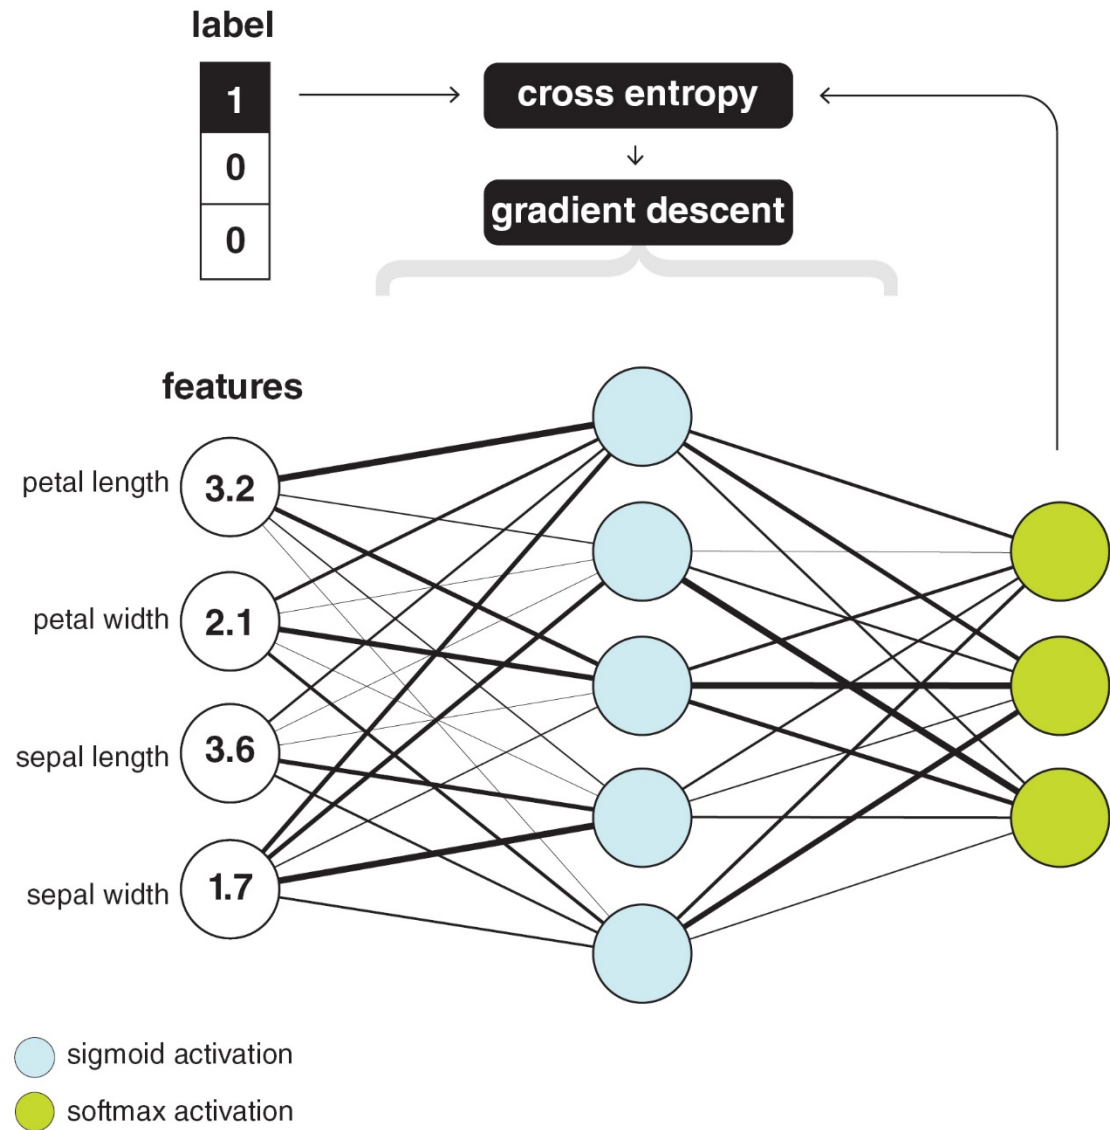 label
1
cross entropy
0
gradient descent
0
features
petal length
3.2
petal width
2.1
sepal length
3.6
sepal width
1.7
sigmoid activation
softmax activation